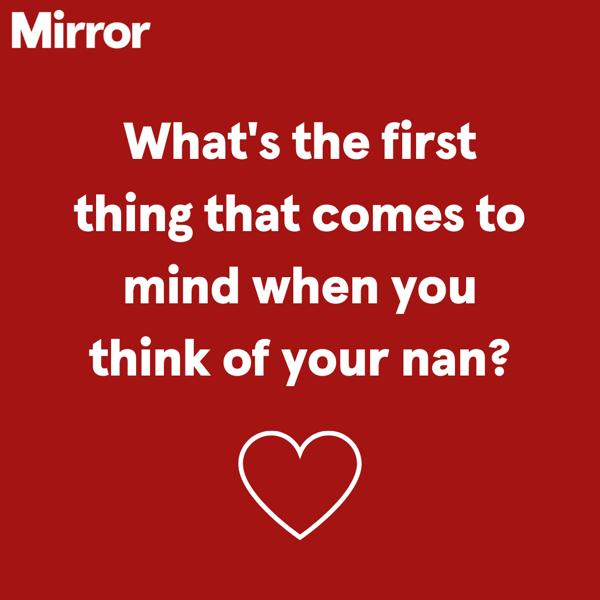 Mirror
What's the first
thing that comes to
mind when you
think of your nan?